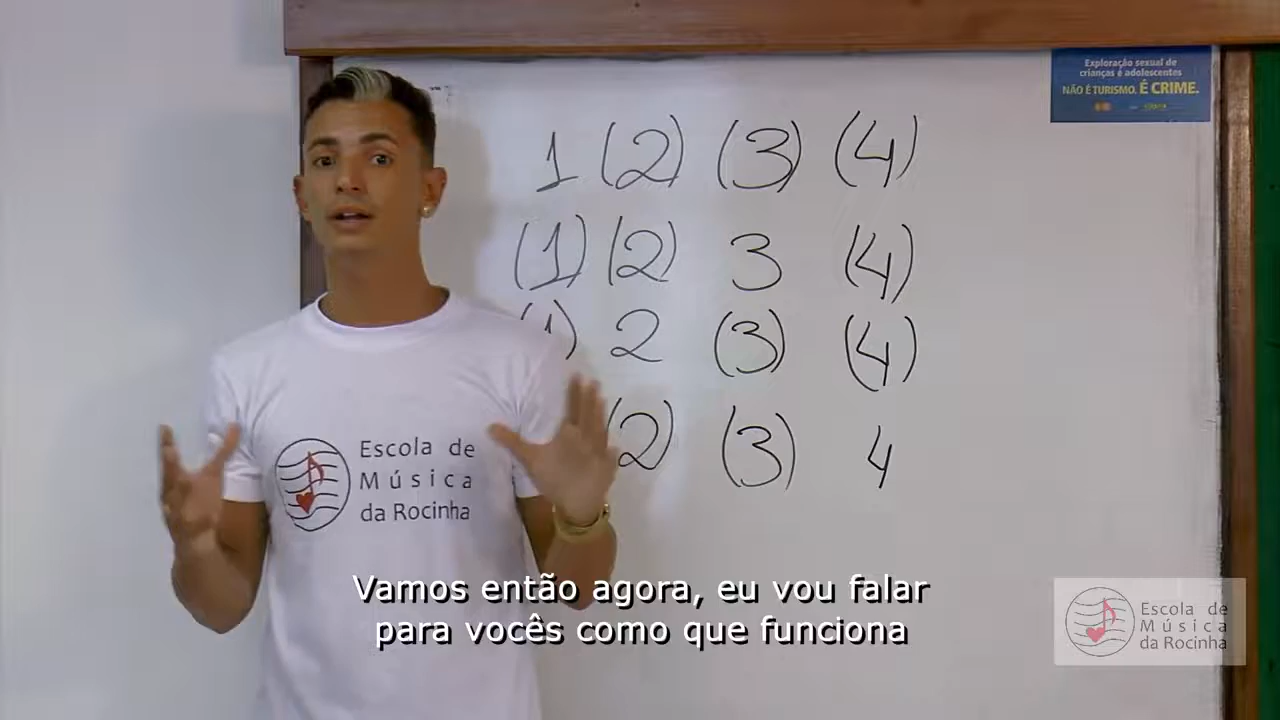 Exploração sexual de
crianças e adolescentes
NÃO É TURISMO. É CRIME.
1 (2) (3) (4)
(1) (2) 3 (4)
(1) 2 (3) (4)
(2) (3) 4
Escola de
Música
da Rocinha
Vamos então agora, eu vou falar
para vocês como que funciona
Escola de
Música
da Rocinha